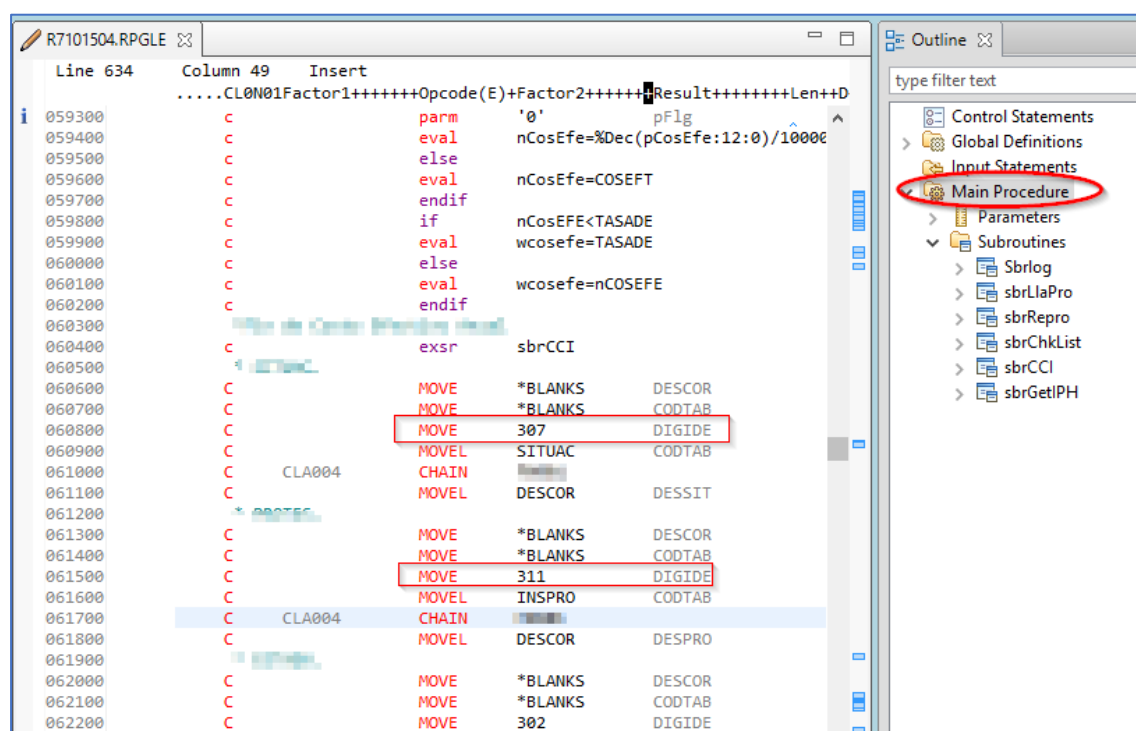 R7101504.RPGLE
Line 634 Column 49 Insert
.....CL0N01Factor1+++++++Opcode(E)+Factor2+++++++Result++++++++Len++D
059300 c parm '0' pFlg
059400 c eval nCosEfe=%Dec(pCosEfe:12:0)/10000
059500 c else
059600 c eval nCosEfe=COSEFT
059700 c endif
059800 c if nCosEFE<TASADE
059900 c eval wcosefe=TASADE
060000 c else
060100 c eval wcosefe=nCOSEFE
060200 c endif
060300
060400 c exsr sbrCCI
060500 *
060600 C MOVE *BLANKS DESCOR
060700 C MOVE *BLANKS CODTAB
060800 C MOVE 307 DIGIDE
060900 C MOVEL SITUAC CODTAB
061000 C CLA004 CHAIN
061100 C MOVEL DESCOR DESSIT
061200 *
061300 C MOVE *BLANKS DESCOR
061400 C MOVE *BLANKS CODTAB
061500 C MOVE 311 DIGIDE
061600 C MOVEL INSPRO CODTAB
061700 C CLA004 CHAIN
061800 C MOVEL DESCOR DESPRO
061900
062000 C MOVE *BLANKS DESCOR
062100 C MOVE *BLANKS CODTAB
062200 C MOVE 302 DIGIDE
Outline
type filter text
Control Statements
Global Definitions
Input Statements
Main Procedure
Parameters
Subroutines
Sbrlog
sbrLlaPro
sbrRepro
sbrChkList
sbrCCI
sbrGetIPH